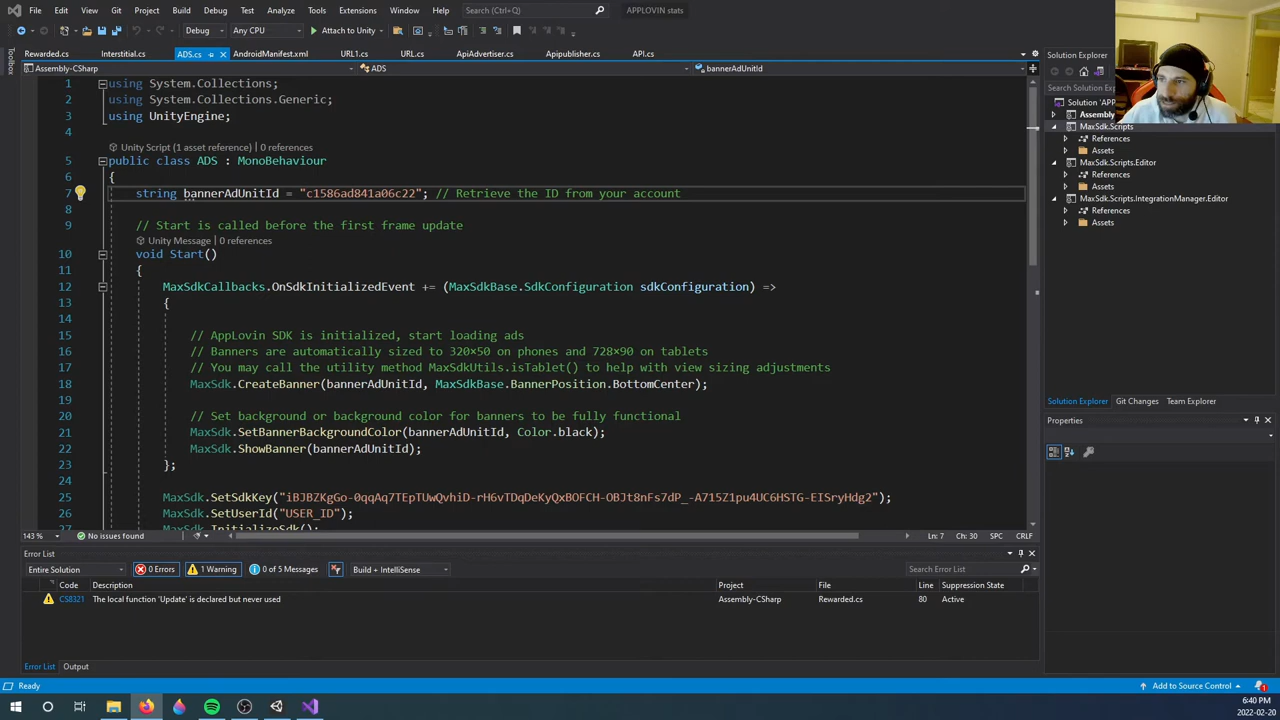 File Edit View Git Project Build Debug Test Analyze Tools Extensions Window Help Search (Ctrl+Q) APPLOVIN stats
Debug Any CPU Attach to Unity
Rewarded.cs Interstitial.cs ADS.cs AndroidManifest.xml URL1.cs URL.cs ApiAdvertiser.cs Apipublisher.cs API.cs
Assembly-CSharp ADS bannerAdUnitId
1 using System.Collections;
2 using System.Collections.Generic;
3 using UnityEngine;
4
Unity Script (1 asset reference) | 0 references
5 public class ADS : MonoBehaviour
6 {
7 string bannerAdUnitId = "c1586ad841a06c22"; // Retrieve the ID from your account
8
9 // Start is called before the first frame update
Unity Message | 0 references
10 void Start()
11 {
12 MaxSdkCallbacks.OnSdkInitializedEvent += (MaxSdkBase.SdkConfiguration sdkConfiguration) =>
13 {
14
15 // AppLovin SDK is initialized, start loading ads
16 // Banners are automatically sized to 320×50 on phones and 728×90 on tablets
17 // You may call the utility method MaxSdkUtils.isTablet() to help with view sizing adjustments
18 MaxSdk.CreateBanner(bannerAdUnitId, MaxSdkBase.BannerPosition.BottomCenter);
19
20 // Set background or background color for banners to be fully functional
21 MaxSdk.SetBannerBackgroundColor(bannerAdUnitId, Color.black);
22 MaxSdk.ShowBanner(bannerAdUnitId);
23 };
24
25 MaxSdk.SetSdkKey("iBJBZKgGo-0qqAq7TEpTUwQvhiD-rH6vTDqDeKyQxBOFCH-OBJt8nFs7dP_-A715Z1pu4UC6HSTG-EISryHdg2");
26 MaxSdk.SetUserId("USER_ID");
27 MaxSdk.InitializeSdk();
143 % No issues found Ln: 7 Ch: 30 SPC CRLF
Error List
Entire Solution 0 Errors 1 Warning 0 of 5 Messages Build + IntelliSense Search Error List
Code Description Project File Line Suppression State
CS8321 The local function 'Update' is declared but never used Assembly-CSharp Rewarded.cs 80 Active
Error List Output
Ready Add to Source Control 1
Toolbox
Solution Explorer
Search Solution Explorer
Solution 'APP
Assembly
MaxSdk.Scripts
References
Assets
MaxSdk.Scripts.Editor
References
Assets
MaxSdk.Scripts.IntegrationManager.Editor
References
Assets
Solution Explorer Git Changes Team Explorer
Properties
6:40 PM
2022-02-20